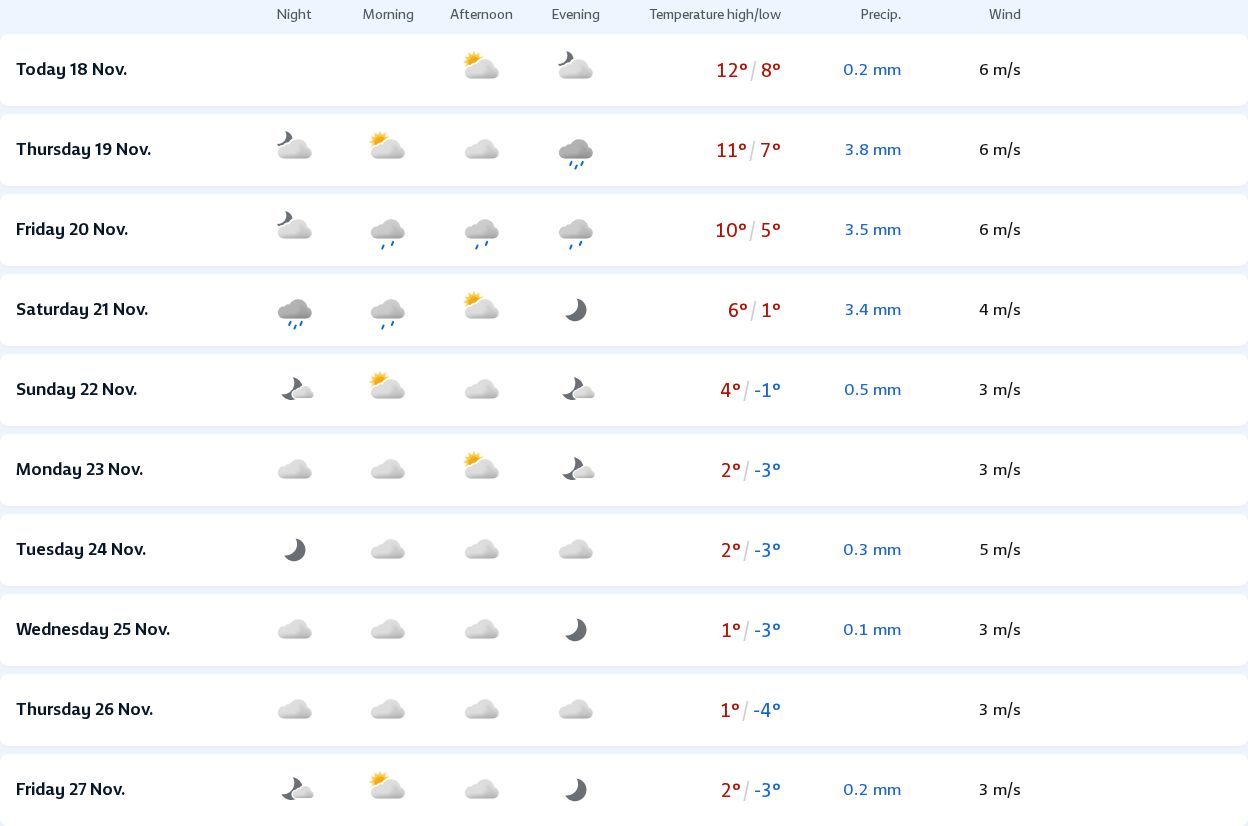 Night Morning Afternoon Evening Temperature high/low Precip. Wind
Today 18 Nov. 12°/ 8° 0.2 mm 6 m/s
Thursday 19 Nov. 11°/ 7° 3.8 mm 6 m/s
Friday 20 Nov. 10°/ 5° 3.5 mm 6 m/s
Saturday 21 Nov. 6°/ 1° 3.4 mm 4 m/s
Sunday 22 Nov. 4°/ -1° 0.5 mm 3 m/s
Monday 23 Nov. 2°/ -3° 3 m/s
Tuesday 24 Nov. 2°/ -3° 0.3 mm 5 m/s
Wednesday 25 Nov. 1°/ -3° 0.1 mm 3 m/s
Thursday 26 Nov. 1°/ -4° 3 m/s
Friday 27 Nov. 2°/ -3° 0.2 mm 3 m/s